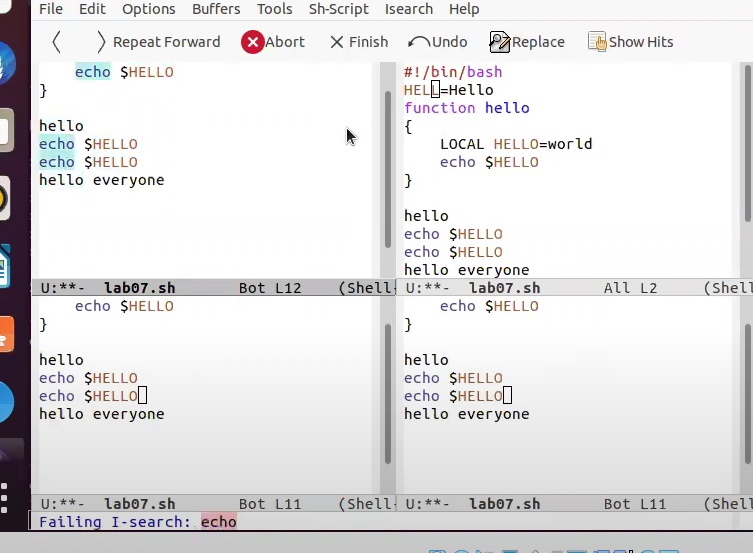 File Edit Options Buffers Tools Sh-Script Isearch Help
Repeat Forward Abort Finish Undo Replace Show Hits
echo $HELLO
}
hello
echo $HELLO
echo $HELLO
hello everyone
U:**- lab07.sh Bot L12 (Shell-
#!/bin/bash
HELL=Hello
function hello
{
LOCAL HELLO=world
echo $HELLO
}
hello
echo $HELLO
echo $HELLO
hello everyone
U:**- lab07.sh All L2 (Shell
echo $HELLO
}
hello
echo $HELLO
echo $HELLO
hello everyone
U:**- lab07.sh Bot L11 (Shell-
echo $HELLO
}
hello
echo $HELLO
echo $HELLO
hello everyone
U:**- lab07.sh Bot L11 (Shell
Failing I-search: echo